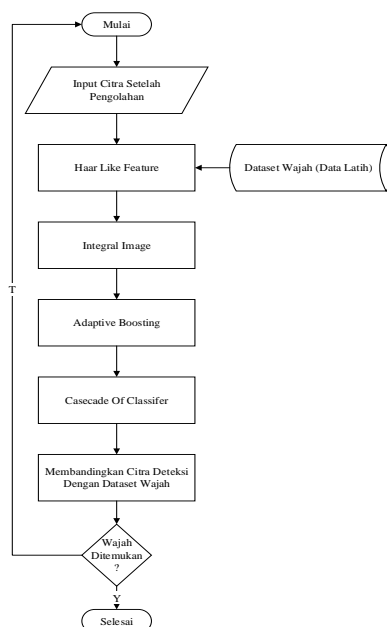 Mulai
Input Citra Setelah
Pengolahan
Haar Like Feature
Dataset Wajah (Data Latih)
Integral Image
T
Adaptive Boosting
Casecade Of Classifer
Membandingkan Citra Deteksi
Dengan Dataset Wajah
Wajah
Ditemukan
?
Y
Selesai